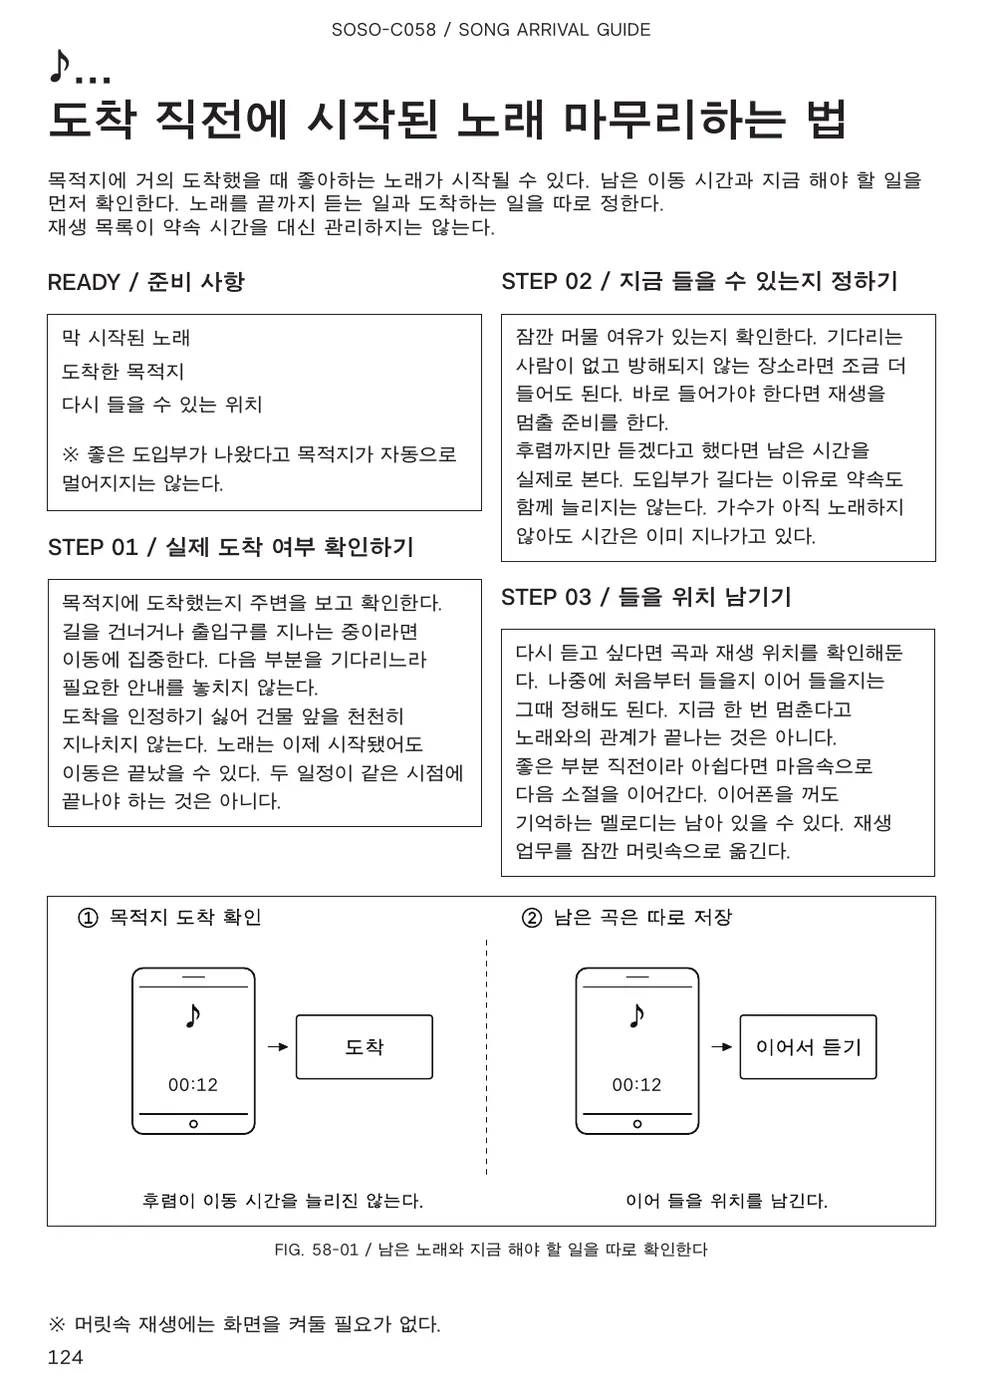 SOSO-C058 / SONG ARRIVAL GUIDE
♪...
도착 직전에 시작된 노래 마무리하는 법
목적지에 거의 도착했을 때 좋아하는 노래가 시작될 수 있다. 남은 이동 시간과 지금 해야 할 일을
먼저 확인한다. 노래를 끝까지 듣는 일과 도착하는 일을 따로 정한다.
재생 목록이 약속 시간을 대신 관리하지는 않는다.
READY / 준비 사항
막 시작된 노래
도착한 목적지
다시 들을 수 있는 위치
※ 좋은 도입부가 나왔다고 목적지가 자동으로
멀어지지는 않는다.
STEP 01 / 실제 도착 여부 확인하기
목적지에 도착했는지 주변을 보고 확인한다.
길을 건너거나 출입구를 지나는 중이라면
이동에 집중한다. 다음 부분을 기다리느라
필요한 안내를 놓치지 않는다.
도착을 인정하기 싫어 건물 앞을 천천히
지나치지 않는다. 노래는 이제 시작됐어도
이동은 끝났을 수 있다. 두 일정이 같은 시점에
끝나야 하는 것은 아니다.
STEP 02 / 지금 들을 수 있는지 정하기
잠깐 머물 여유가 있는지 확인한다. 기다리는
사람이 없고 방해되지 않는 장소라면 조금 더
들어도 된다. 바로 들어가야 한다면 재생을
멈출 준비를 한다.
후렴까지만 듣겠다고 했다면 남은 시간을
실제로 본다. 도입부가 길다는 이유로 약속도
함께 늘리지는 않는다. 가수가 아직 노래하지
않아도 시간은 이미 지나가고 있다.
STEP 03 / 들을 위치 남기기
다시 듣고 싶다면 곡과 재생 위치를 확인해둔
다. 나중에 처음부터 들을지 이어 들을지는
그때 정해도 된다. 지금 한 번 멈춘다고
노래와의 관계가 끝나는 것은 아니다.
좋은 부분 직전이라 아쉽다면 마음속으로
다음 소절을 이어간다. 이어폰을 꺼도
기억하는 멜로디는 남아 있을 수 있다. 재생
업무를 잠깐 머릿속으로 옮긴다.
① 목적지 도착 확인
♪
00:12
도착
후렴이 이동 시간을 늘리진 않는다.
② 남은 곡은 따로 저장
♪
00:12
이어서 듣기
이어 들을 위치를 남긴다.
FIG. 58-01 / 남은 노래와 지금 해야 할 일을 따로 확인한다
※ 머릿속 재생에는 화면을 켜둘 필요가 없다.
124